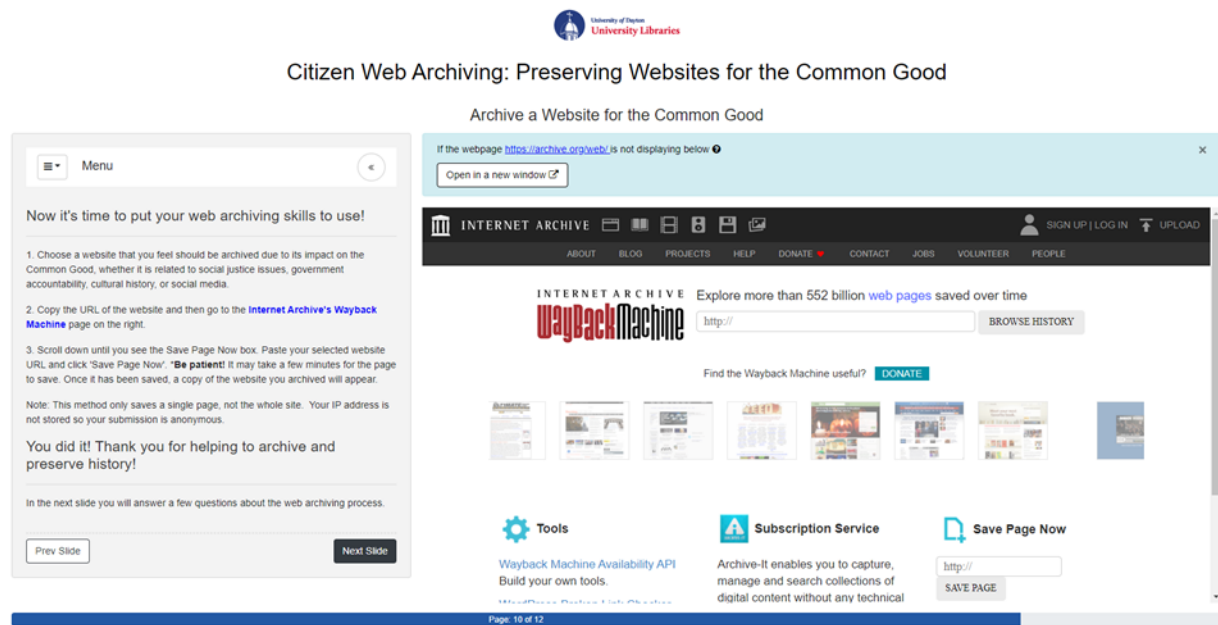 University of Dayton
University Libraries
Citizen Web Archiving: Preserving Websites for the Common Good
Archive a Website for the Common Good
Menu
«
Now it's time to put your web archiving skills to use!
1. Choose a website that you feel should be archived due to its impact on the
Common Good, whether it is related to social justice issues, government
accountability, cultural history, or social media.
2. Copy the URL of the website and then go to the Internet Archive's Wayback
Machine page on the right.
3. Scroll down until you see the Save Page Now box. Paste your selected website
URL and click 'Save Page Now'. *Be patient! It may take a few minutes for the page
to save. Once it has been saved, a copy of the website you archived will appear.
Note: This method only saves a single page, not the whole site. Your IP address is
not stored so your submission is anonymous.
You did it! Thank you for helping to archive and
preserve history!
In the next slide you will answer a few questions about the web archiving process.
Prev Slide
Next Slide
If the webpage https://archive.org/web/ is not displaying below
×
Open in a new window
INTERNET ARCHIVE
SIGN UP | LOG IN
UPLOAD
ABOUT BLOG PROJECTS HELP DONATE CONTACT JOBS VOLUNTEER PEOPLE
INTERNET ARCHIVE
WayBackMachine
Explore more than 552 billion web pages saved over time
http://
BROWSE HISTORY
Find the Wayback Machine useful? DONATE
Tools
Wayback Machine Availability API
Build your own tools.
WordPress Broken Link Checker
Subscription Service
Archive-It enables you to capture,
manage and search collections of
digital content without any technical
Save Page Now
http://
SAVE PAGE
Page: 10 of 12